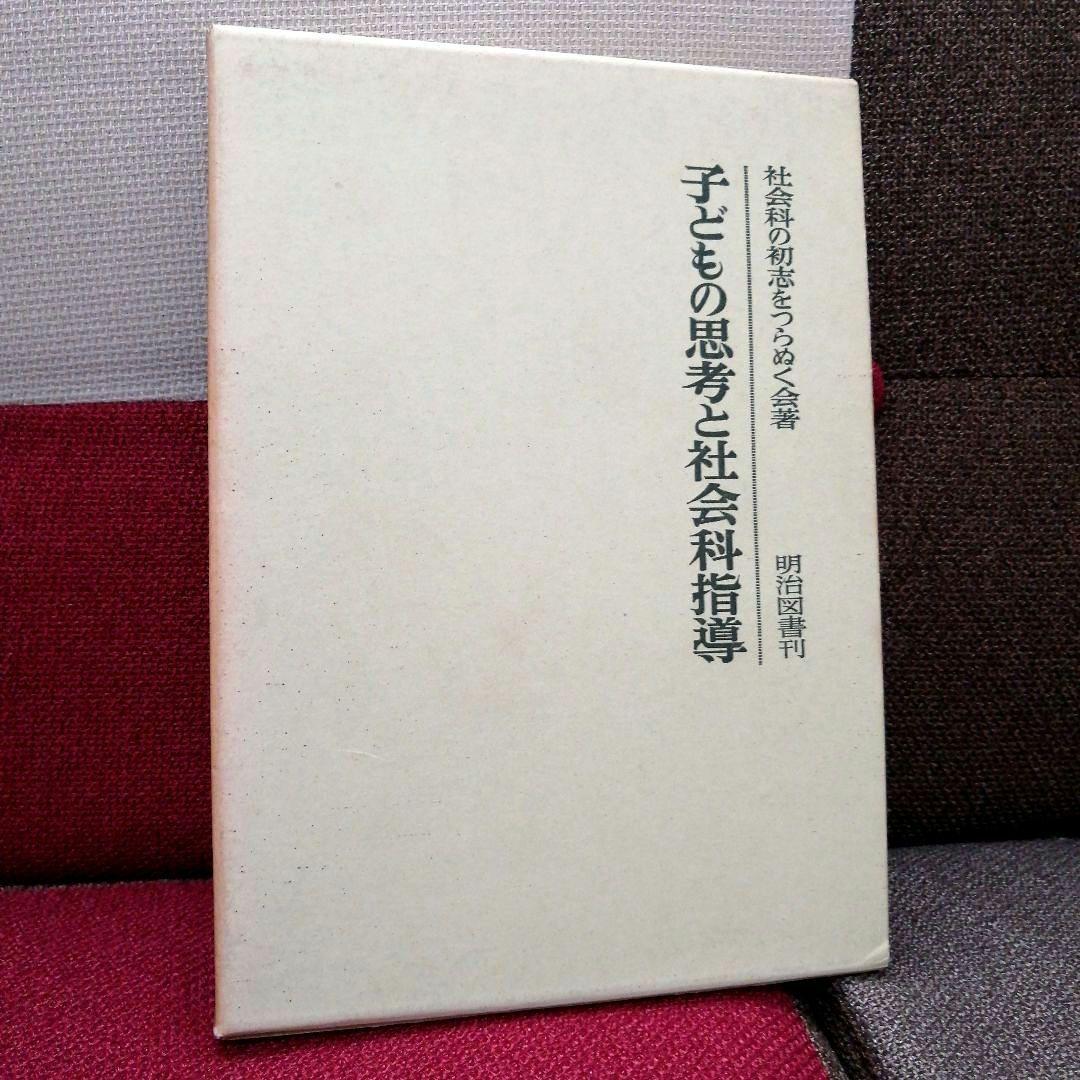 社会科の初志をつらぬく会著
明治図書刊
子どもの思考と社会科指導